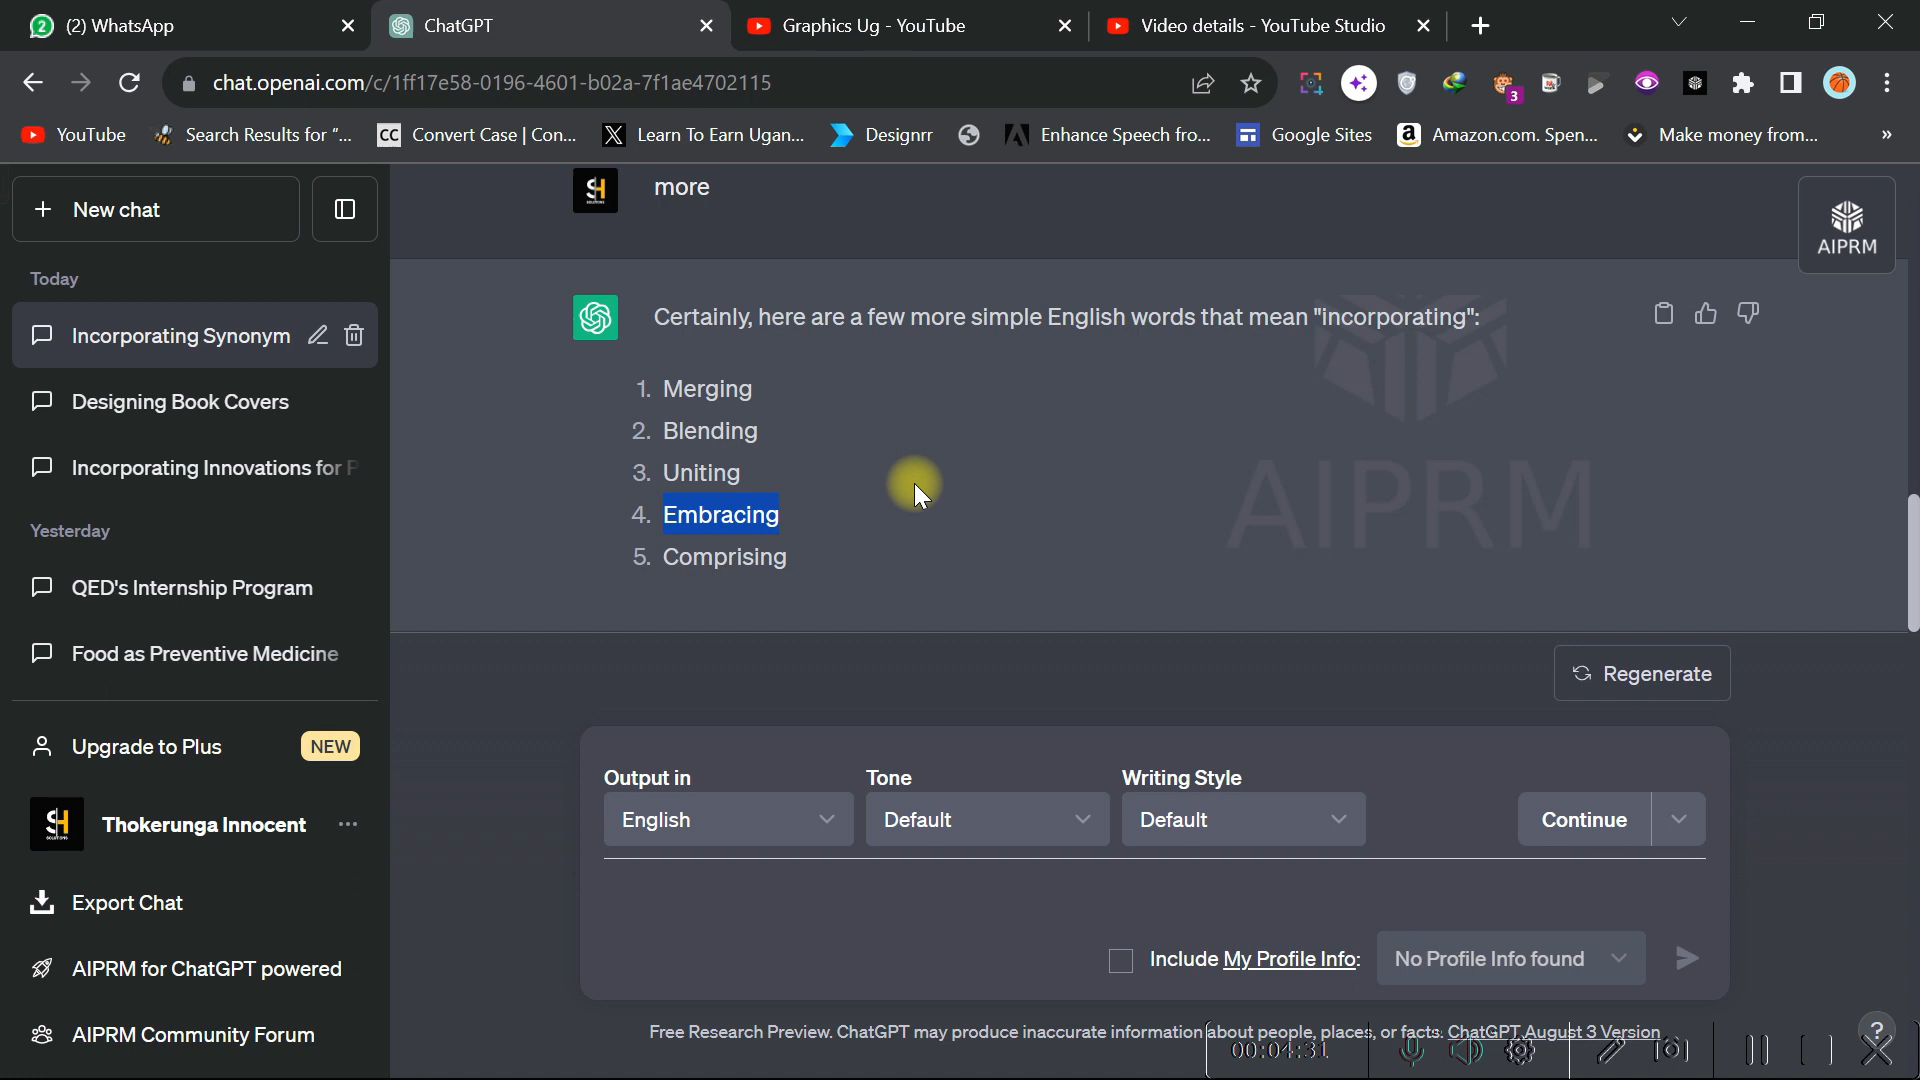 (2) WhatsApp
ChatGPT
Graphics Ug - YouTube
Video details - YouTube Studio
chat.openai.com/c/1ff17e58-0196-4601-b02a-7f1ae4702115
3
YouTube
Search Results for “...
CC
Convert Case | Con...
Learn To Earn Ugan...
Designrr
Enhance Speech fro...
Google Sites
Amazon.com. Spen...
Make money from...
»
New chat
Today
Incorporating Synonym
Designing Book Covers
Incorporating Innovations for P
Yesterday
QED's Internship Program
Food as Preventive Medicine
Upgrade to Plus
NEW
SH
SOLUTIONS
Thokerunga Innocent
Export Chat
AIPRM for ChatGPT powered
AIPRM Community Forum
SH
SOLUTIONS
more
AIPRM
Certainly, here are a few more simple English words that mean "incorporating":
1. Merging
2. Blending
3. Uniting
4. Embracing
5. Comprising
AIPRM
Regenerate
Output in
Tone
Writing Style
English
Default
Default
Continue
Include My Profile Info:
No Profile Info found
Free Research Preview. ChatGPT may produce inaccurate information about people, places, or facts. ChatGPT August 3 Version
?
00:04:31